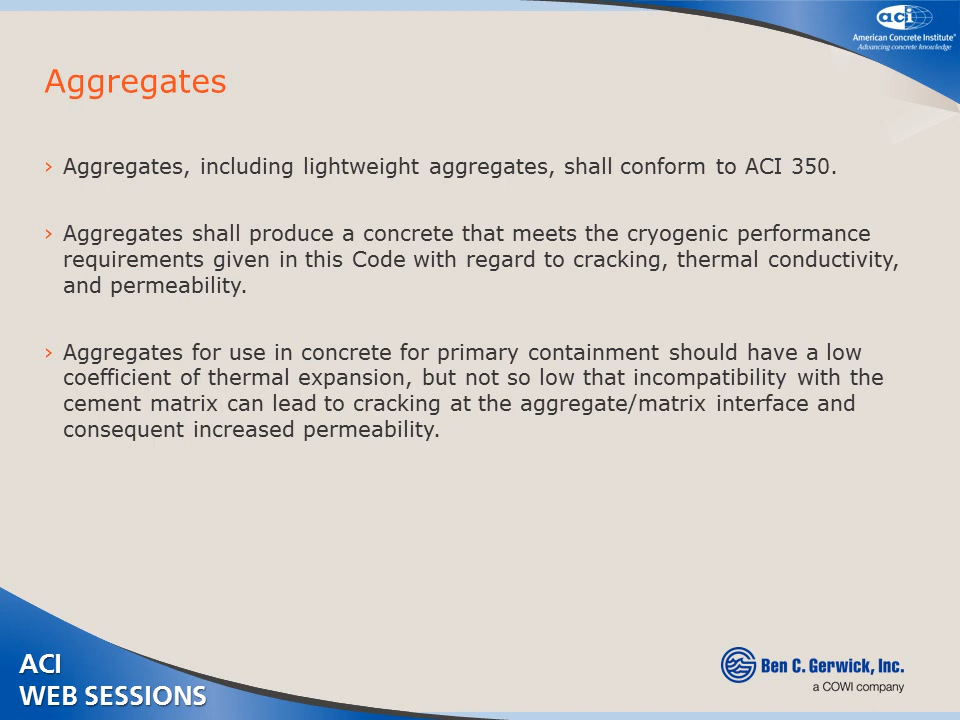 aci
American Concrete Institute®
Advancing concrete knowledge
Aggregates
› Aggregates, including lightweight aggregates, shall conform to ACI 350.
› Aggregates shall produce a concrete that meets the cryogenic performance
requirements given in this Code with regard to cracking, thermal conductivity,
and permeability.
› Aggregates for use in concrete for primary containment should have a low
coefficient of thermal expansion, but not so low that incompatibility with the
cement matrix can lead to cracking at the aggregate/matrix interface and
consequent increased permeability.
ACI
WEB SESSIONS
Ben C. Gerwick, Inc.
a COWI company